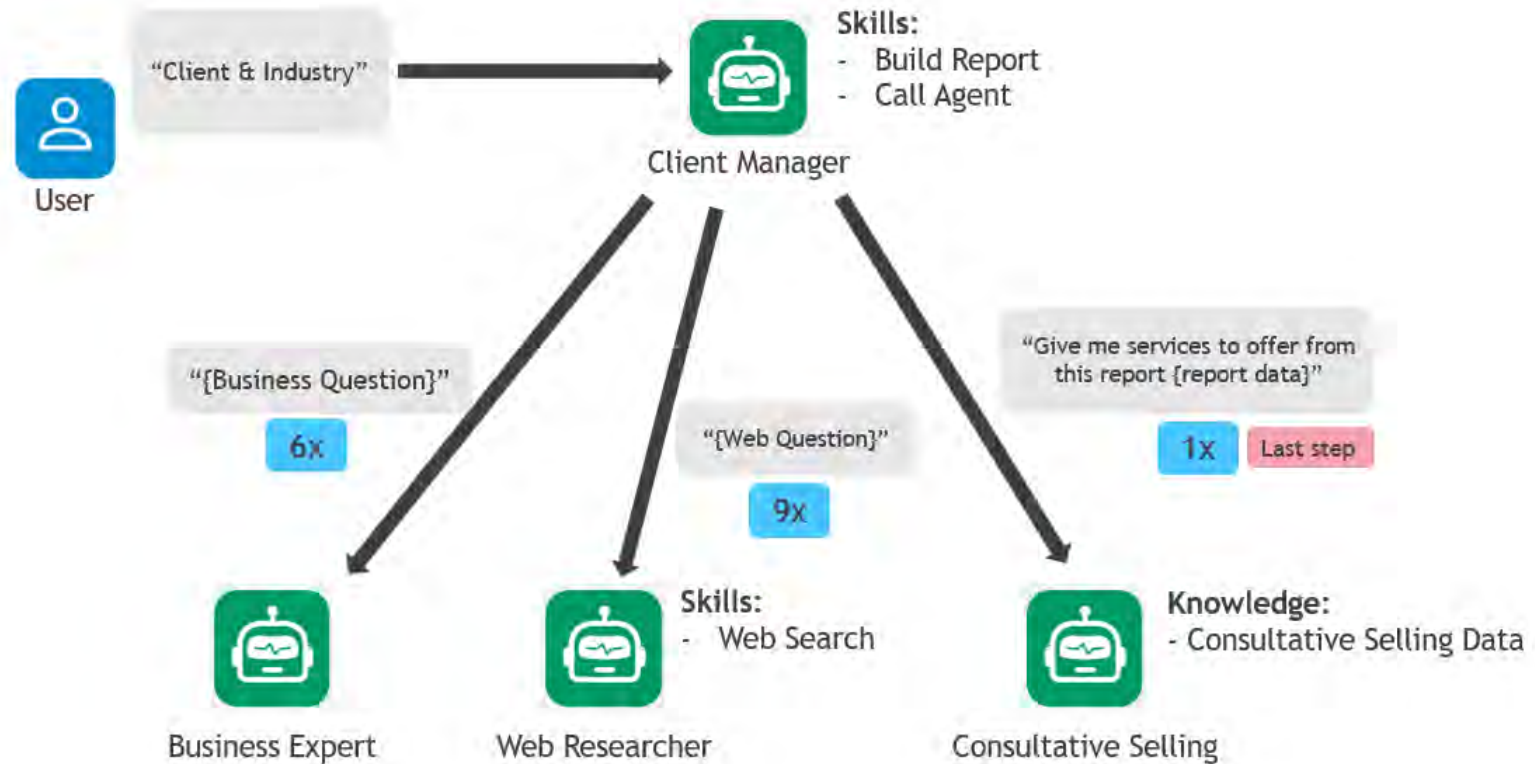 “Client & Industry”
User
Skills:
- Build Report
- Call Agent
Client Manager
“{Business Question}”
6x
“{Web Question}”
9x
“Give me services to offer from
this report {report data}”
1x
Last step
Business Expert
Skills:
- Web Search
Web Researcher
Knowledge:
- Consultative Selling Data
Consultative Selling